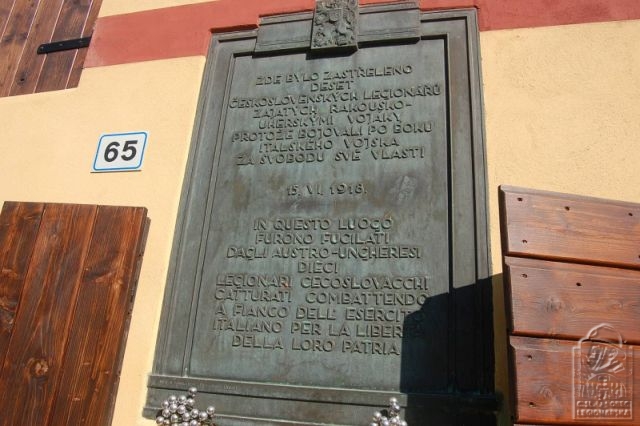 ZDE BYLO ZASTŘELENO
DESET
ČESKOSLOVENSKÝCH LEGIONÁŘŮ
ZAJATÝCH RAKOUSKO-
UHERSKÝMI VOJÁKY
PROTOŽE BOJOVALI PO BOKU
ITALSKÉHO VOJSKA
ZA SVOBODU SVÉ VLASTI
15. VI. 1918.
IN QUESTO LUOGO
FURONO FUCILATI
DAGLI AUSTRO-UNGHERESI
DIECI
LEGIONARI CECOSLOVACCHI
CATTURATI COMBATTENDO
A FIANCO DELL'ESERCITO
ITALIANO PER LA LIBERTÀ
DELLA LORO PATRIA
65